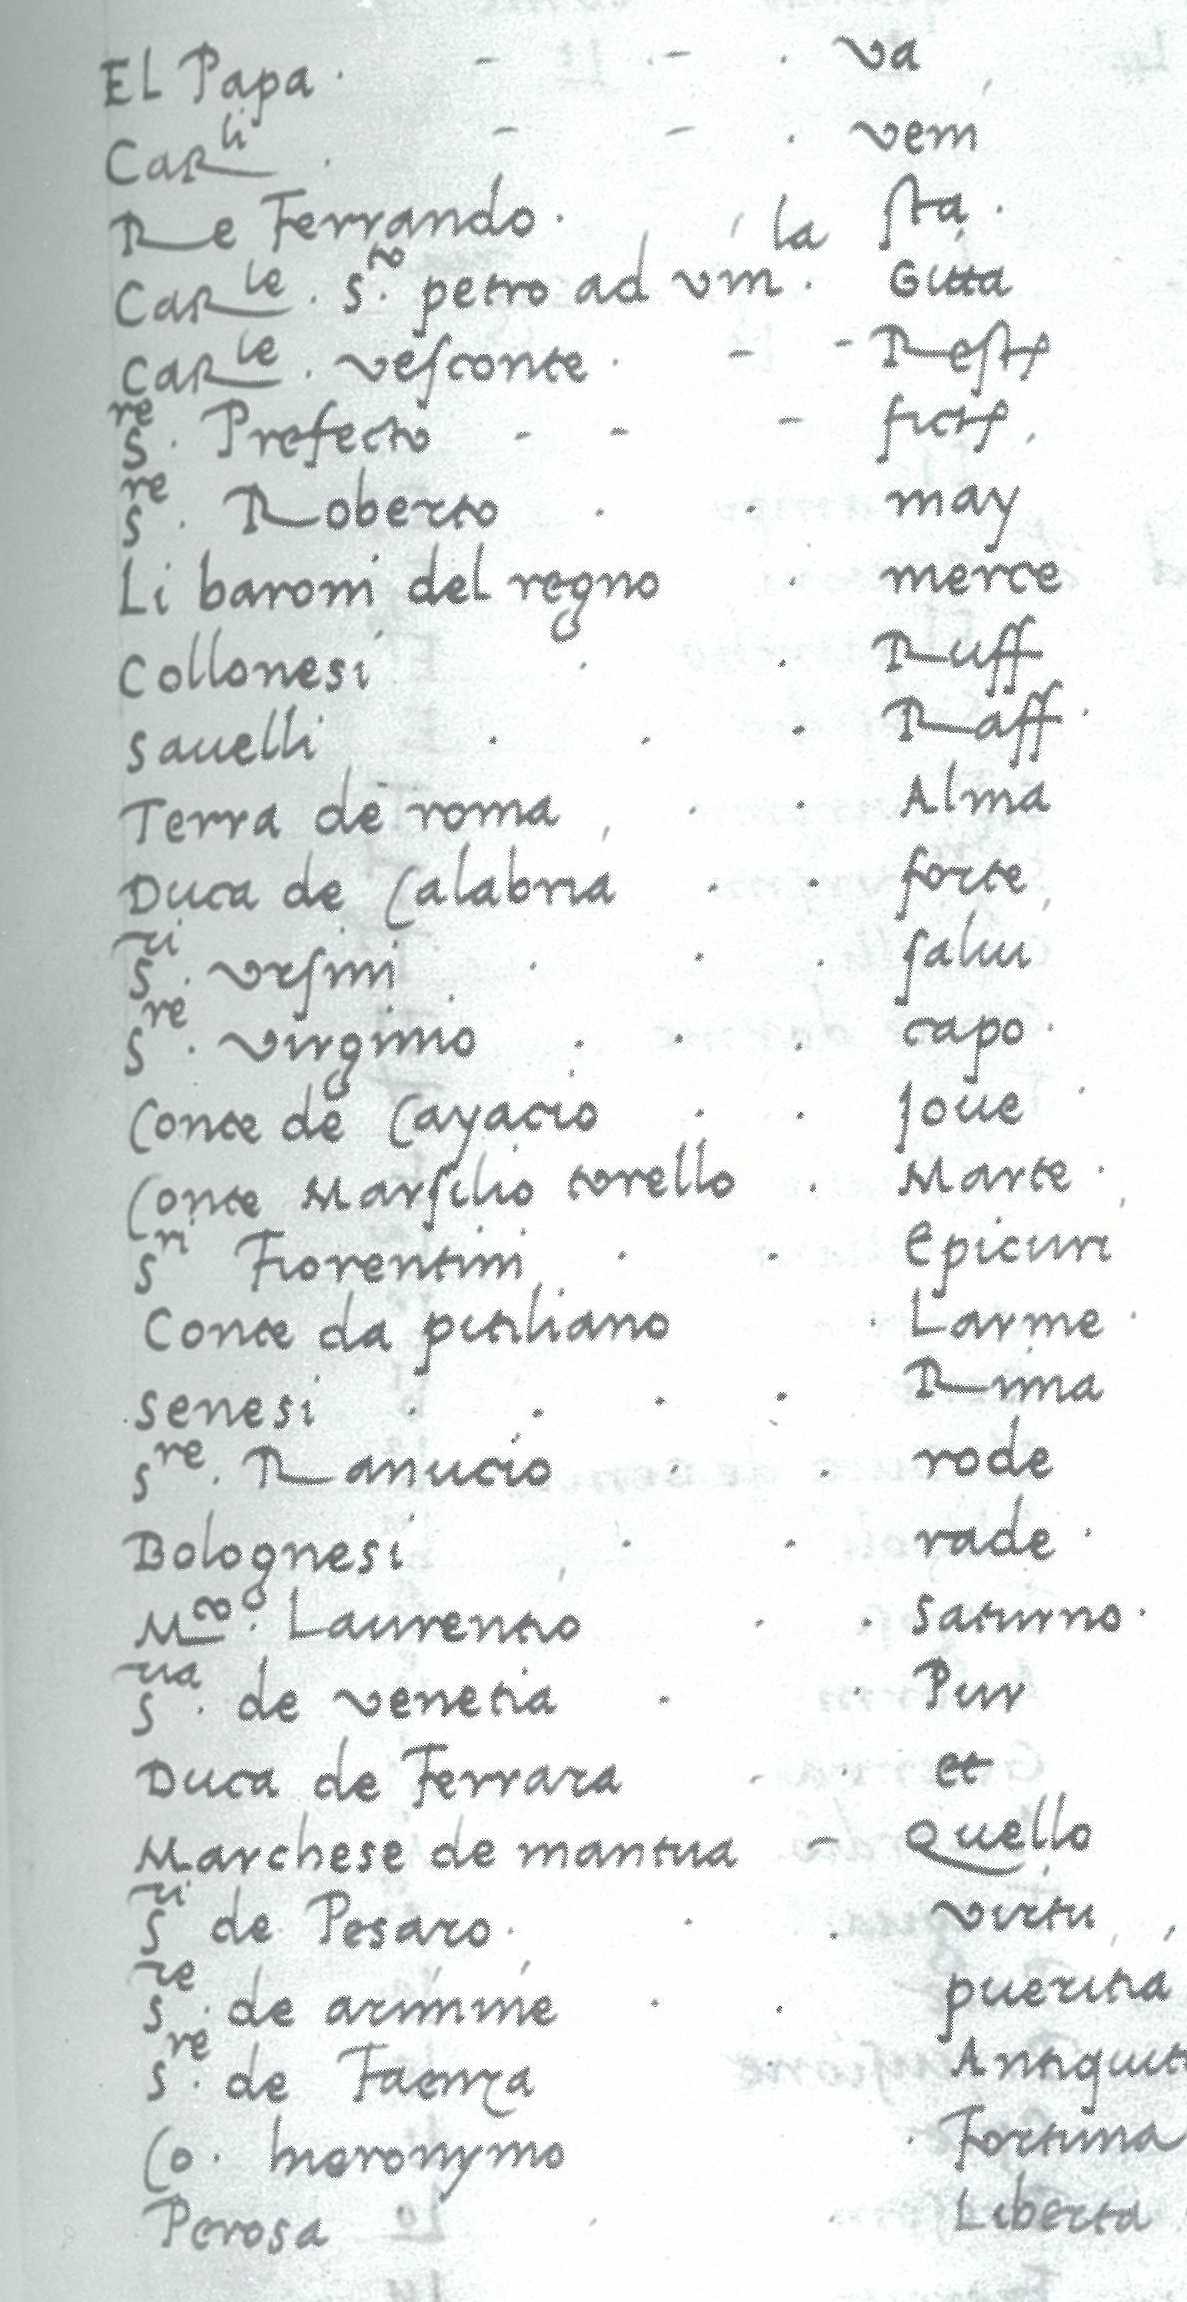 El Papa · - · - · va
Car^li · - - · vem
Re Ferrando · la sta ·
Car^le · S^to petro ad vin · Gitta
Car^le · vesconte · - - Rest
S^re · Prefecto - - - fict
S^re · Roberto · · may
Li baroni del regno · merce
Collonesi · · Ruff
Sauelli · · · Raff ·
Terra de roma · · Alma
Duca de Calabria · · forte
S^ri · Vrsini · · · salui
S^re · virginio · · · capo ·
Conte de Cayacio · · Joue
Conte Marsilio torello · Marte ·
S^ri Fiorentini · · Epicuri
Conte da pitiliano · Larme ·
Senesi · · · · Rima
S^re · Ranucio · · rode
Bolognesi · · rade ·
M^co · Laurentio · · Saturno ·
S^ria · de venetia · · Pur
Duca de Ferrara - · et
Marchese de mantua - Quello
S^ri de Pesaro · · · virtu
S^re · de arimine · · pueritia
S^re · de Faenza · Antiquit
Co · hieronymo · Fortuna
Perosa · · Liberta